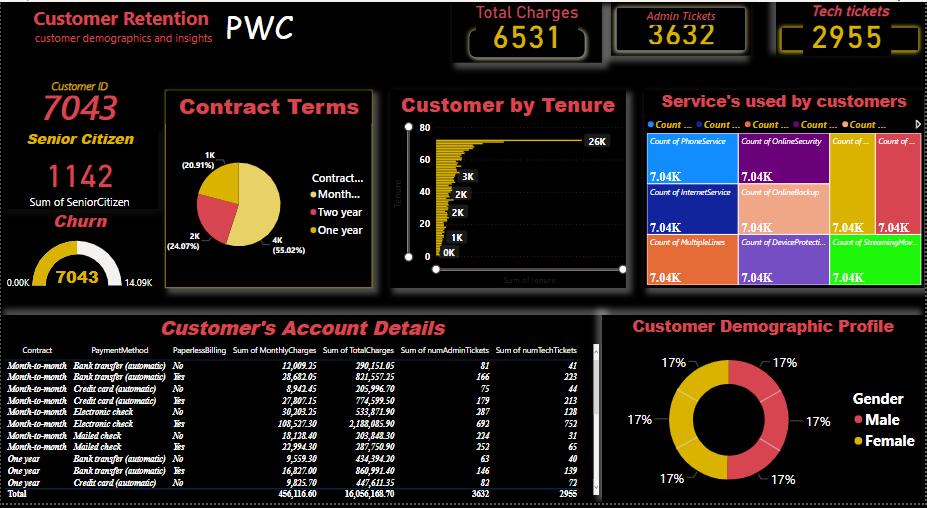 Customer Retention
customer demographics and insights
PWC
Total Charges
6531
Admin Tickets
3632
Tech tickets
2955
Customer ID
7043
Senior Citizen
1142
Sum of SeniorCitizen
Churn
7043
0.00K
14.09K
Contract Terms
1K
(20.91%)
2K
(24.07%)
4K
(55.02%)
Contract...
Month...
Two year
One year
Customer by Tenure
80
60
40
20
0
Tenure
26K
3K
2K
2K
1K
0K
Sum of tenure
Service's used by customers
Count ... Count ... Count ... Count ... Count ...
Count of PhoneService
7.04K
Count of InternetService
7.04K
Count of MultipleLines
7.04K
Count of OnlineSecurity
7.04K
Count of OnlineBackup
7.04K
Count of DeviceProtecti...
7.04K
Count of ...
7.04K
Count of ...
7.04K
Count of StreamingMov...
7.04K
Customer's Account Details
Contract PaymentMethod PaperlessBilling Sum of MonthlyCharges Sum of TotalCharges Sum of numAdminTickets Sum of numTechTickets
Month-to-month Bank transfer (automatic) No 12,009.25 290,151.05 81 41
Month-to-month Bank transfer (automatic) Yes 28,682.05 821,557.25 166 223
Month-to-month Credit card (automatic) No 8,942.45 205,996.70 75 44
Month-to-month Credit card (automatic) Yes 27,807.15 774,599.50 179 213
Month-to-month Electronic check No 30,203.25 533,871.90 287 128
Month-to-month Electronic check Yes 108,527.30 2,188,085.90 692 752
Month-to-month Mailed check No 18,128.40 203,848.30 224 31
Month-to-month Mailed check Yes 22,994.30 287,750.90 252 65
One year Bank transfer (automatic) No 9,559.30 434,394.20 63 40
One year Bank transfer (automatic) Yes 16,827.00 860,991.40 146 139
One year Credit card (automatic) No 9,825.70 447,611.35 82 72
Total 456,116.60 16,056,168.70 3632 2955
Customer Demographic Profile
17%
17%
17%
17%
17%
17%
Gender
Male
Female